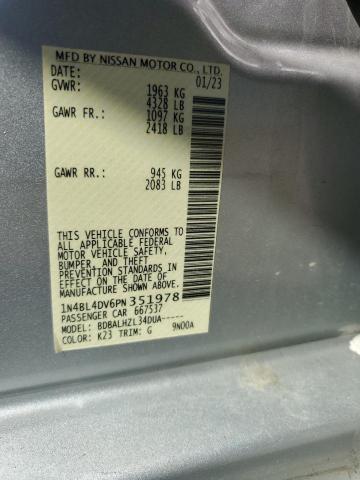 MFD BY NISSAN MOTOR CO., LTD.
DATE: 01/23
GVWR: 1963 KG
4328 LB
GAWR FR: 1097 KG
2418 LB
GAWR RR: 945 KG
2083 LB
THIS VEHICLE CONFORMS TO
ALL APPLICABLE FEDERAL
MOTOR VEHICLE SAFETY,
BUMPER, AND THEFT
PREVENTION STANDARDS IN
EFFECT ON THE DATE OF
MANUFACTURE SHOWN ABOVE.
1N4BL4DV6PN351978
PASSENGER CAR 667537
MODEL: BDBALHZL34DUA-----
COLOR: K23 TRIM: G 9N00A